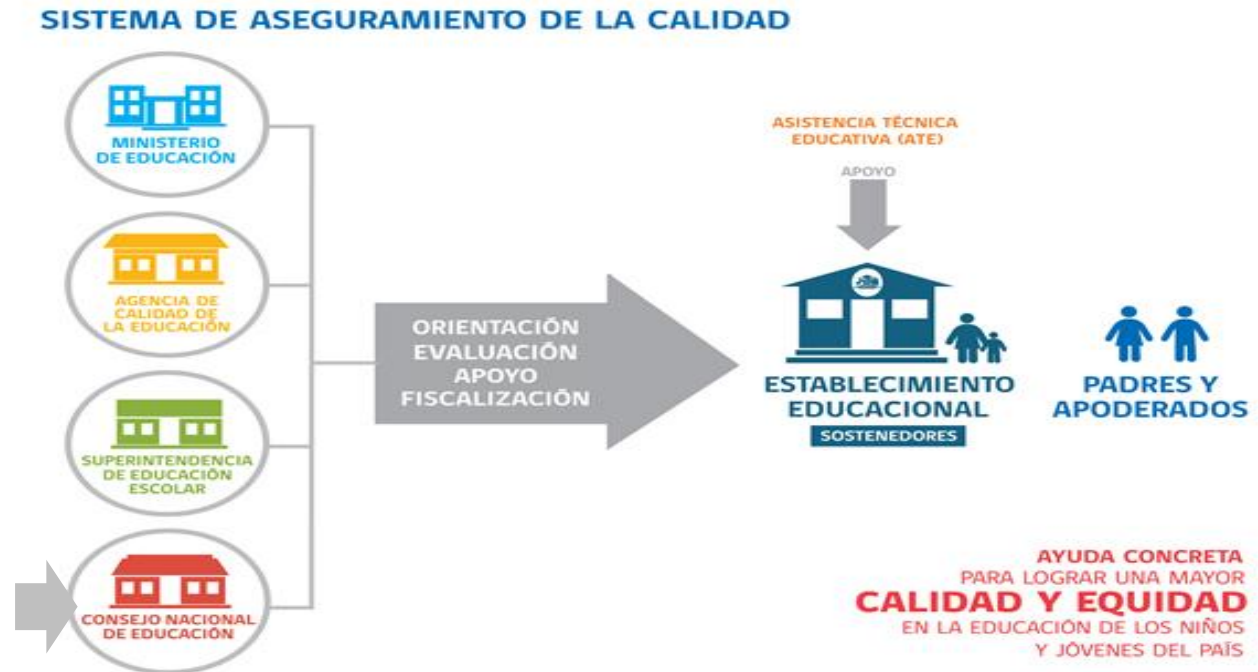 SISTEMA DE ASEGURAMIENTO DE LA CALIDAD
MINISTERIO
DE EDUCACIÓN
AGENCIA DE
CALIDAD DE
LA EDUCACIÓN
SUPERINTENDENCIA
DE EDUCACIÓN
ESCOLAR
CONSEJO NACIONAL
DE EDUCACIÓN
ORIENTACIÓN
EVALUACIÓN
APOYO
FISCALIZACIÓN
ASISTENCIA TÉCNICA
EDUCATIVA (ATE)
APOYO
ESTABLECIMIENTO
EDUCACIONAL
SOSTENEDORES
PADRES Y
APODERADOS
AYUDA CONCRETA
PARA LOGRAR UNA MAYOR
CALIDAD Y EQUIDAD
EN LA EDUCACIÓN DE LOS NIÑOS
Y JÓVENES DEL PAÍS